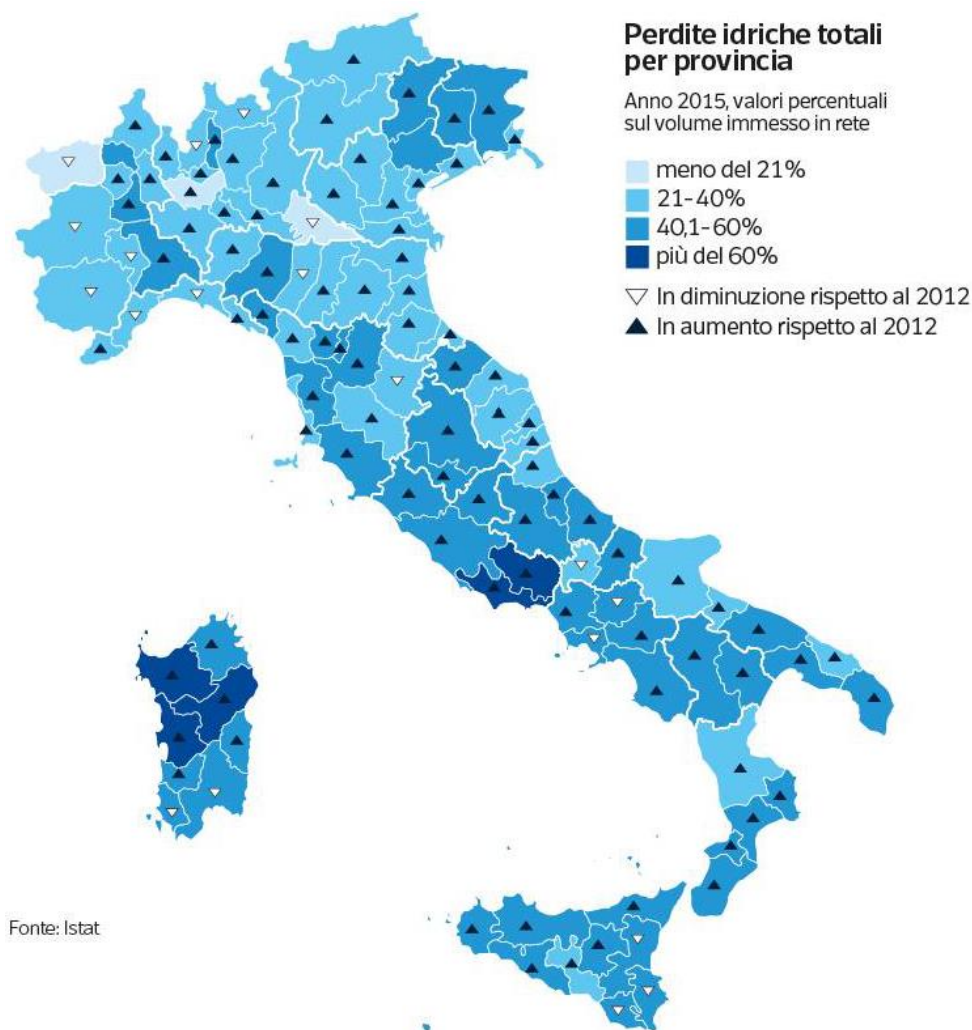 Perdite idriche totali
per provincia
Anno 2015, valori percentuali
sul volume immesso in rete
meno del 21%
21-40%
40,1-60%
più del 60%
In diminuzione rispetto al 2012
In aumento rispetto al 2012
Fonte: Istat